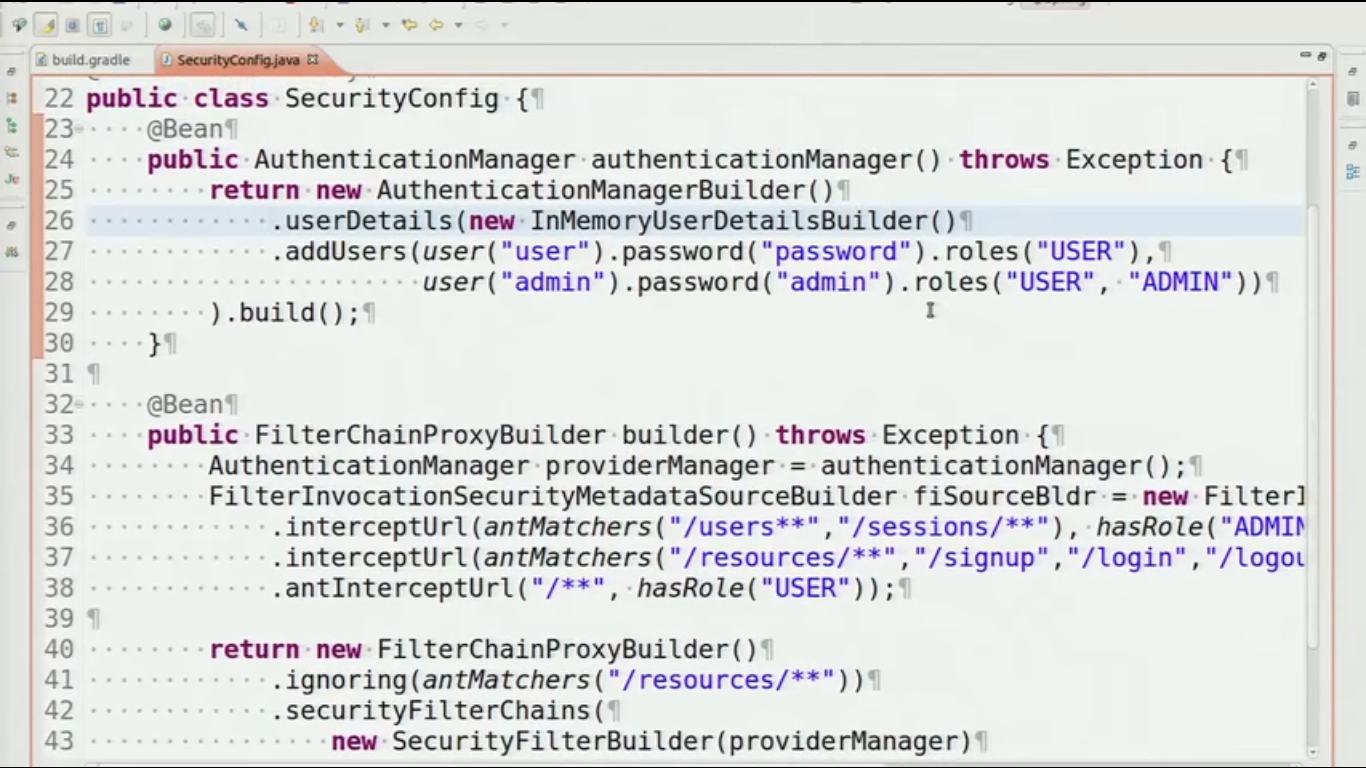 build.gradle
SecurityConfig.java
22 public class SecurityConfig {
23 @Bean
24 public AuthenticationManager authenticationManager() throws Exception {
25 return new AuthenticationManagerBuilder()
26 .userDetails(new InMemoryUserDetailsBuilder()
27 .addUsers(user("user").password("password").roles("USER"),
28 user("admin").password("admin").roles("USER", "ADMIN"))
29 ).build();
30 }
31
32 @Bean
33 public FilterChainProxyBuilder builder() throws Exception {
34 AuthenticationManager providerManager = authenticationManager();
35 FilterInvocationSecurityMetadataSourceBuilder fiSourceBldr = new FilterI
36 .interceptUrl(antMatchers("/users**","/sessions/**"), hasRole("ADMIN
37 .interceptUrl(antMatchers("/resources/**","/signup","/login","/logou
38 .antInterceptUrl("/**", hasRole("USER"));
39
40 return new FilterChainProxyBuilder()
41 .ignoring(antMatchers("/resources/**"))
42 .securityFilterChains(
43 new SecurityFilterBuilder(providerManager)